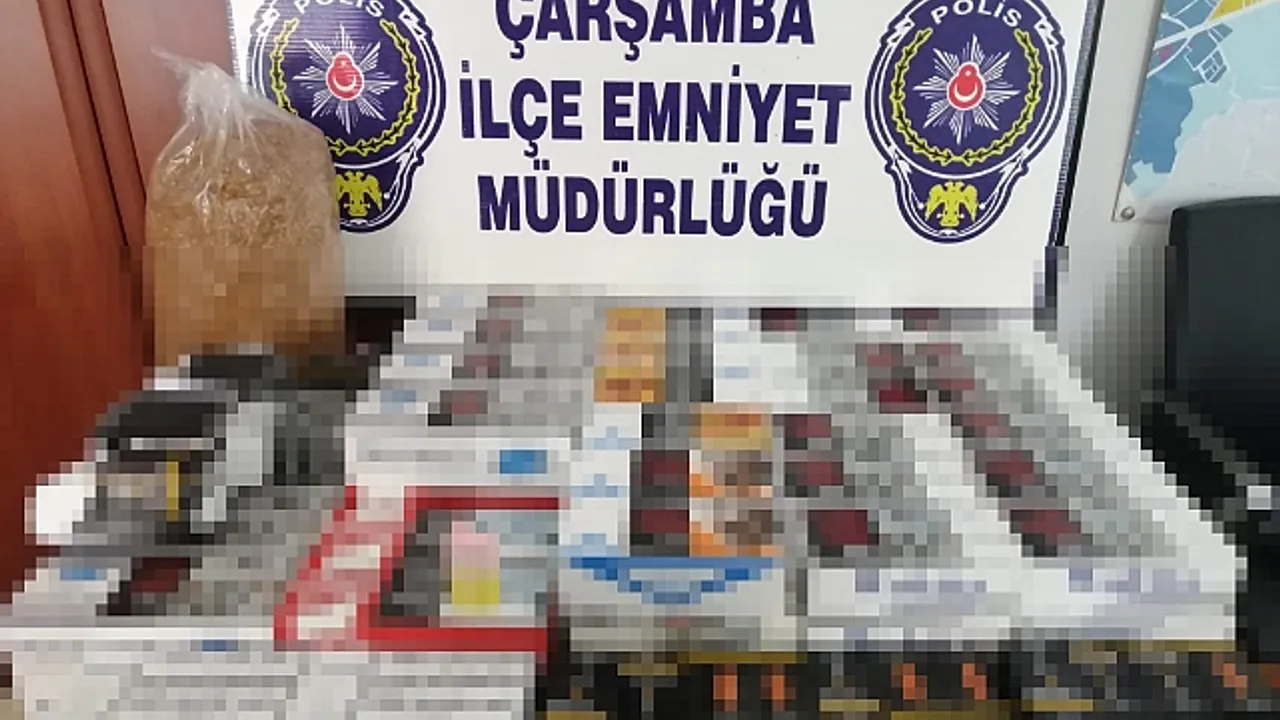 POLİS
POLİS
ÇARŞAMBA
İLÇE EMNİYET
MÜDÜRLÜĞÜ